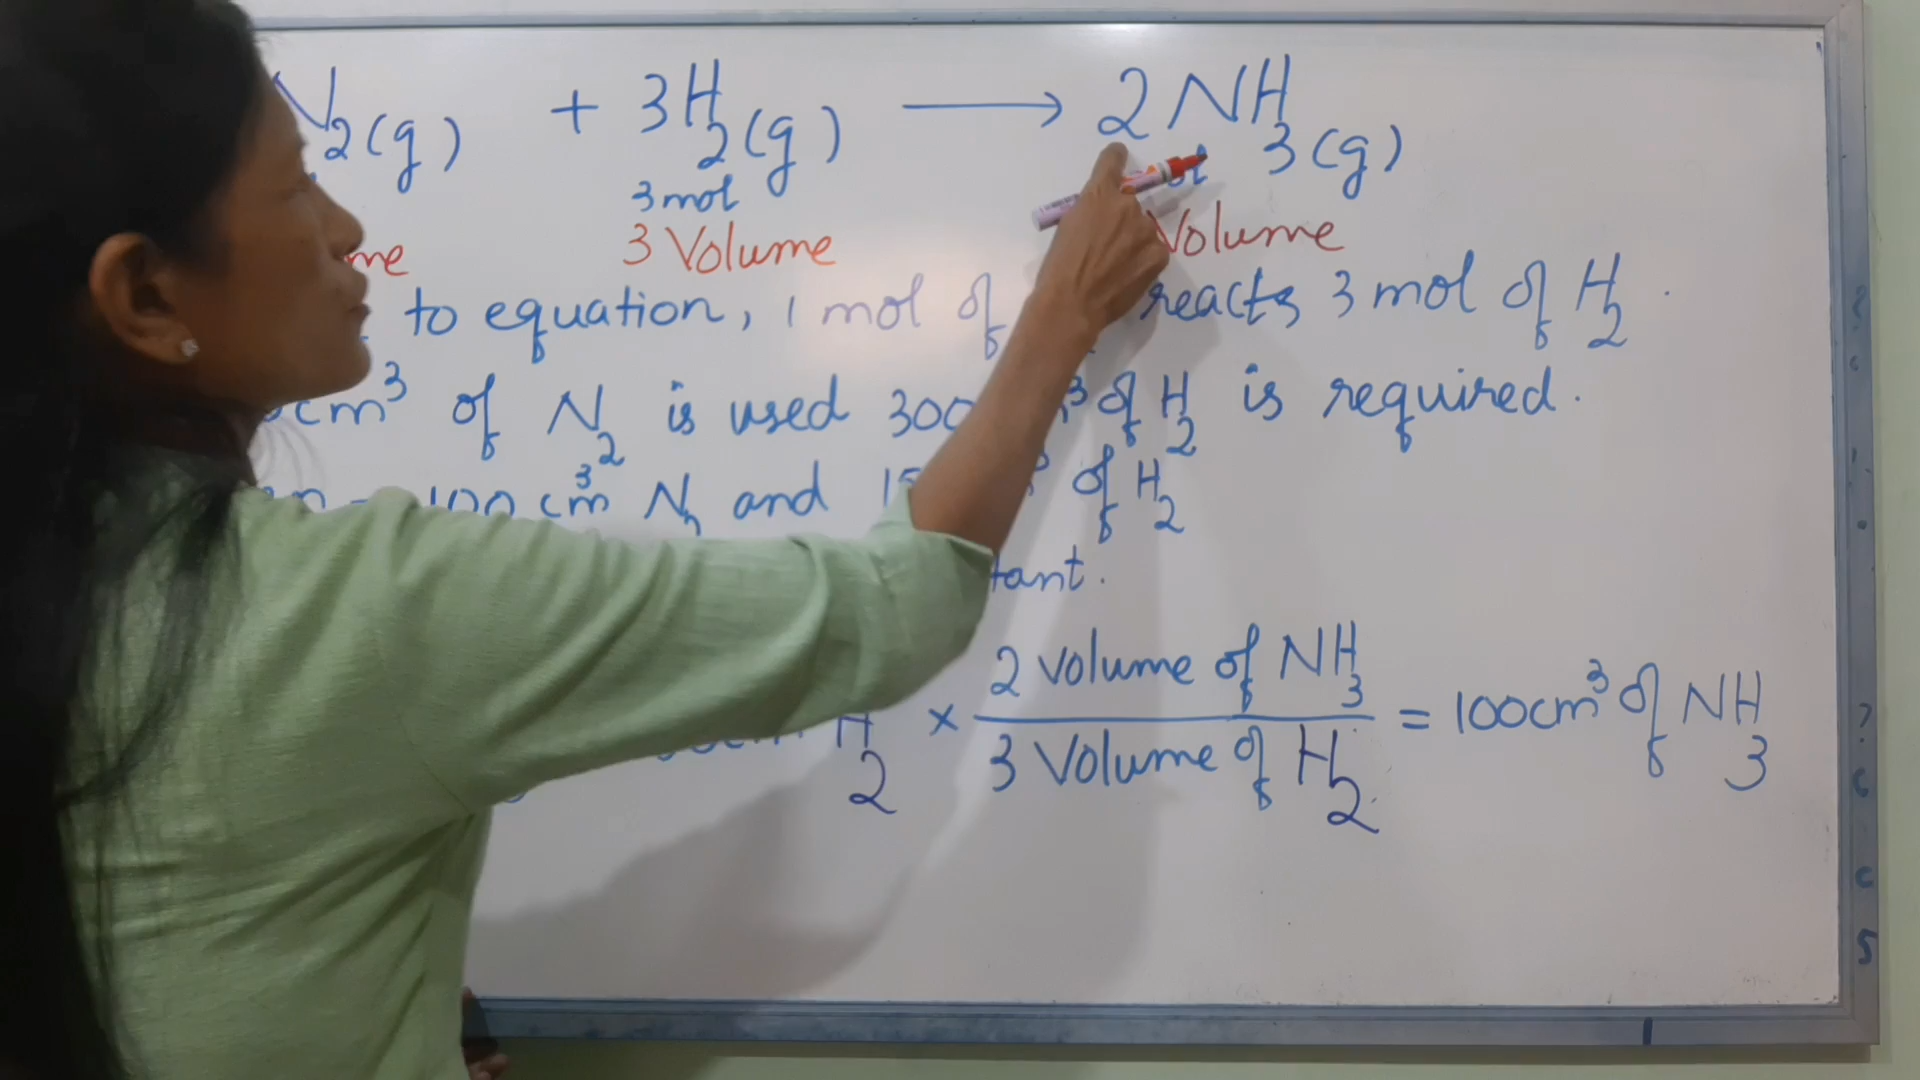 N2(g) + 3H2(g) ⟶ 2NH3(g)
3mol
3 Volume Volume
to equation, 1 mol of reacts 3 mol of H2.
cm³ of N2 is used 300 of H2 is required.
100 cm³ N2 and of H2
H2 × 2 Volume of NH3 / 3 Volume of H2 = 100cm³ of NH3